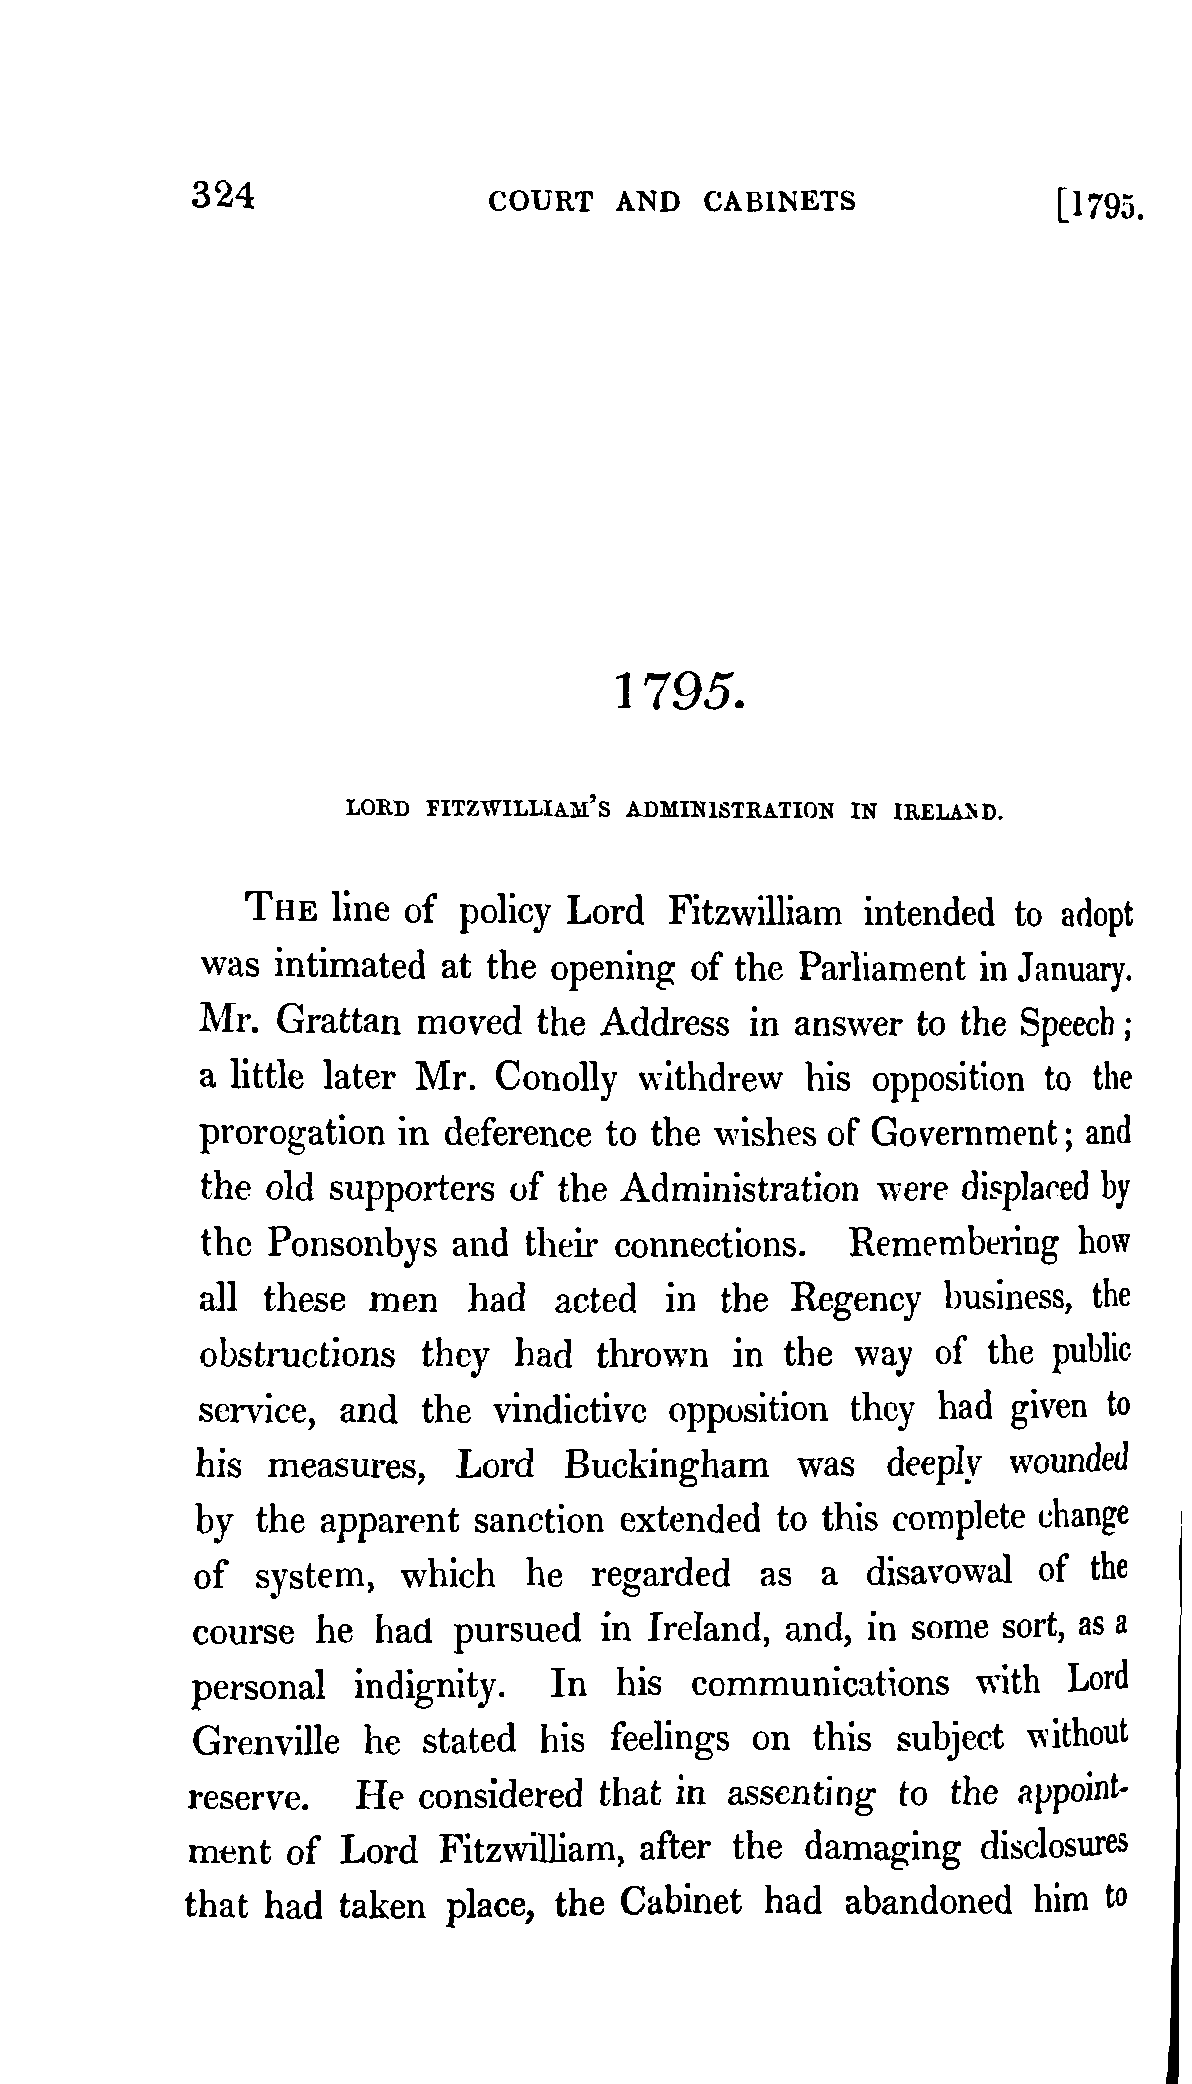 324 COURT AND CABINETS [1795.
1795.
LORD FITZWILLIAM'S ADMINISTRATION IN IRELAND.
THE line of policy Lord Fitzwilliam intended to adopt
was intimated at the opening of the Parliament in January.
Mr. Grattan moved the Address in answer to the Speech;
a little later Mr. Conolly withdrew his opposition to the
prorogation in deference to the wishes of Government; and
the old supporters of the Administration were displaced by
the Ponsonbys and their connections. Remembering how
all these men had acted in the Regency business, the
obstructions they had thrown in the way of the public
service, and the vindictive opposition they had given to
his measures, Lord Buckingham was deeply wounded
by the apparent sanction extended to this complete change
of system, which he regarded as a disavowal of the
course he had pursued in Ireland, and, in some sort, as a
personal indignity. In his communications with Lord
Grenville he stated his feelings on this subject without
reserve. He considered that in assenting to the appoint-
ment of Lord Fitzwilliam, after the damaging disclosures
that had taken place, the Cabinet had abandoned him to